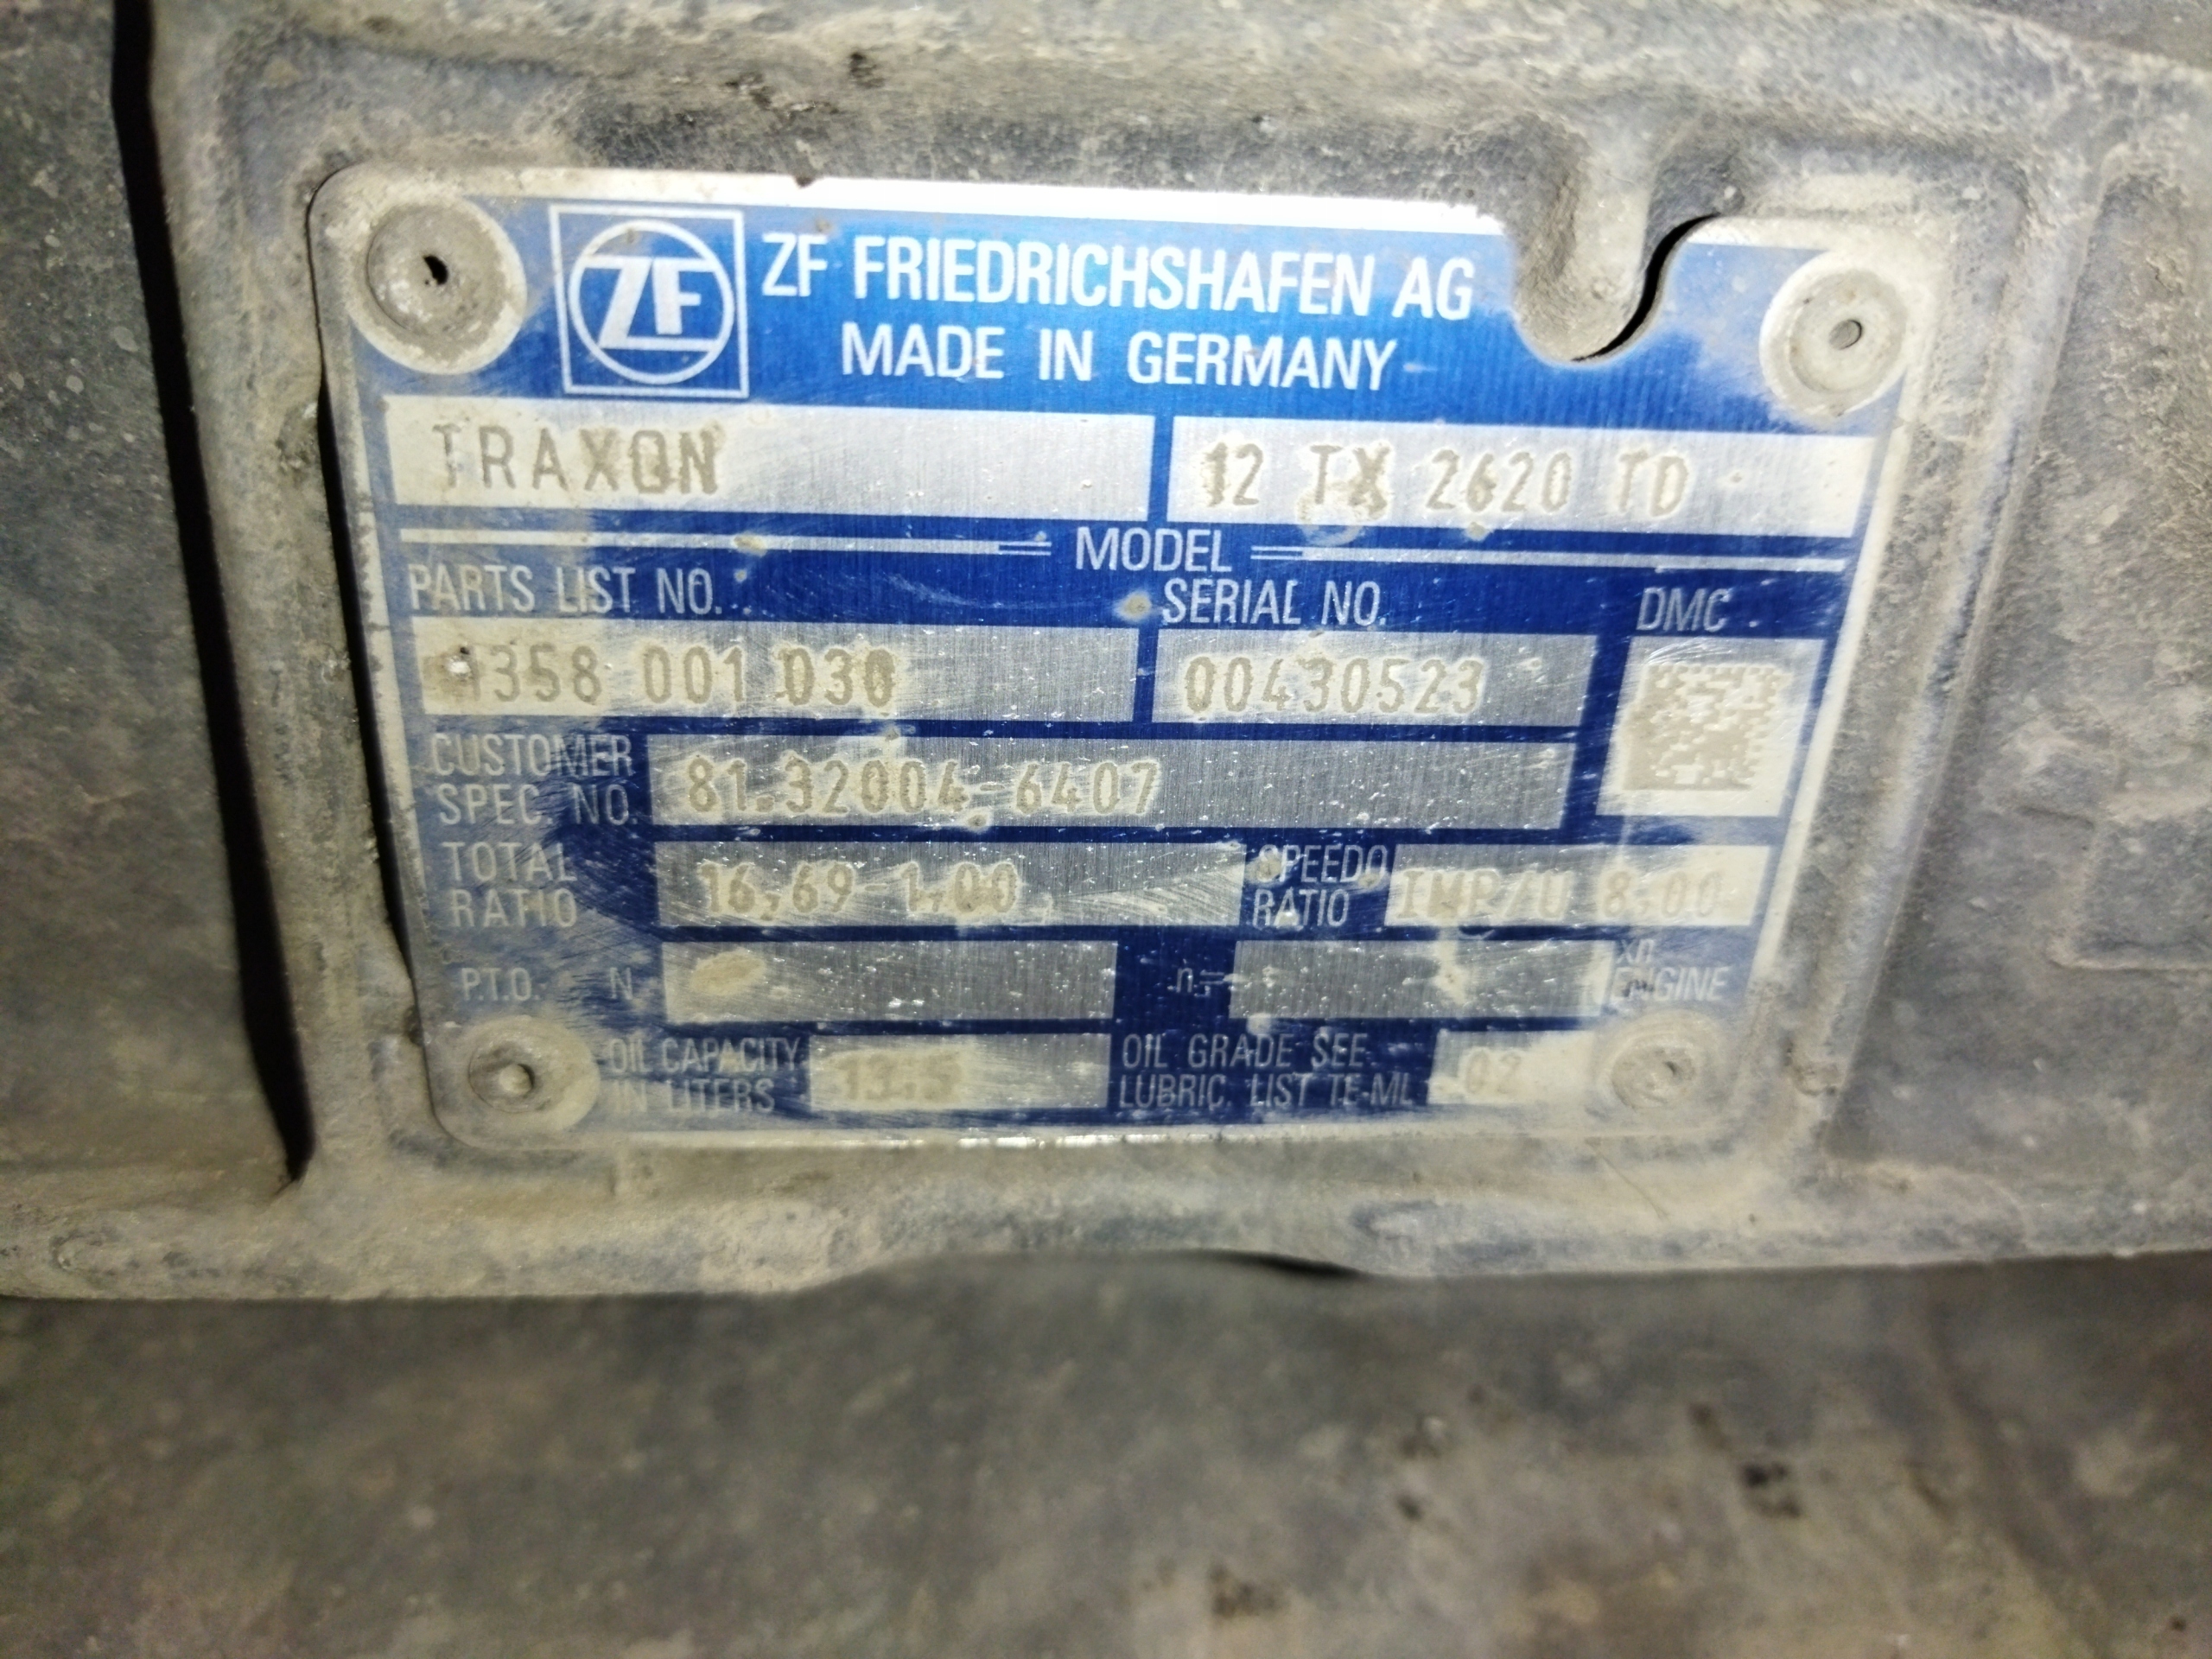 ZF ZF FRIEDRICHSHAFEN AG
MADE IN GERMANY
TRAXON 12 TX 2620 TD
MODEL
PARTS LIST NO. SERIAL NO. DMC
1358 001 030 00430523
CUSTOMER
SPEC. NO. 81.32004-6407
TOTAL
RATIO 16,69-1,00 SPEEDO
RATIO IMP/U 8.00
P.T.O. N n= xn
ENGINE
OIL CAPACITY
IN LITERS 13.5 OIL GRADE SEE
LUBRIC. LIST TE-ML 02